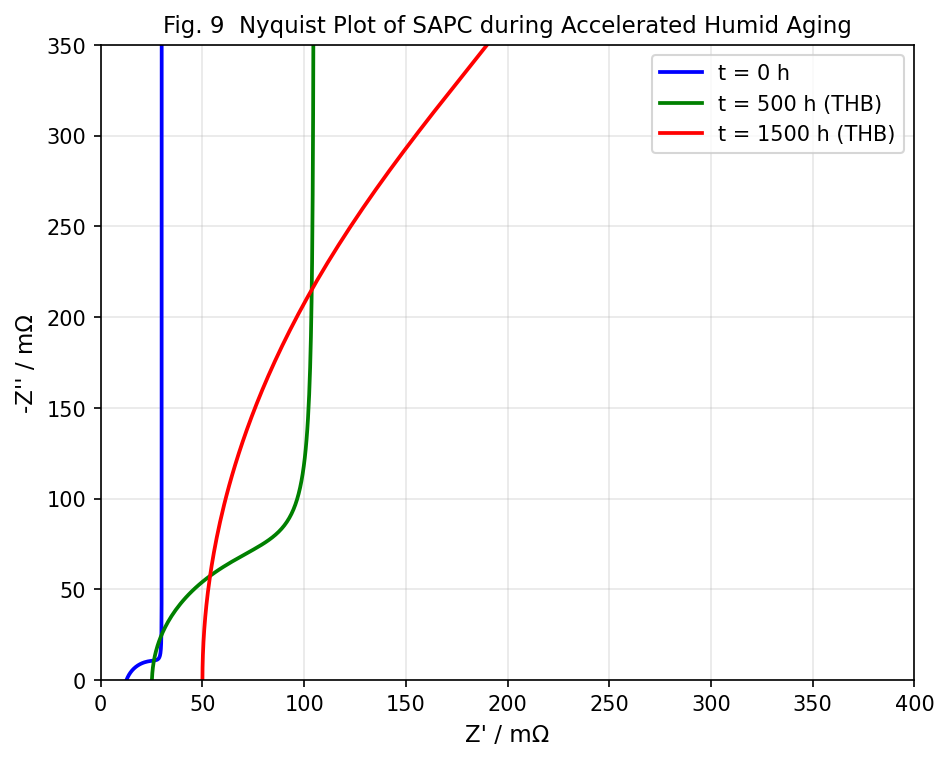 Fig. 9  Nyquist Plot of SAPC during Accelerated Humid Aging
t = 0 h
t = 500 h (THB)
t = 1500 h (THB)
-Z'' / mΩ
350
300
250
200
150
100
50
0
0 50 100 150 200 250 300 350 400
Z' / mΩ